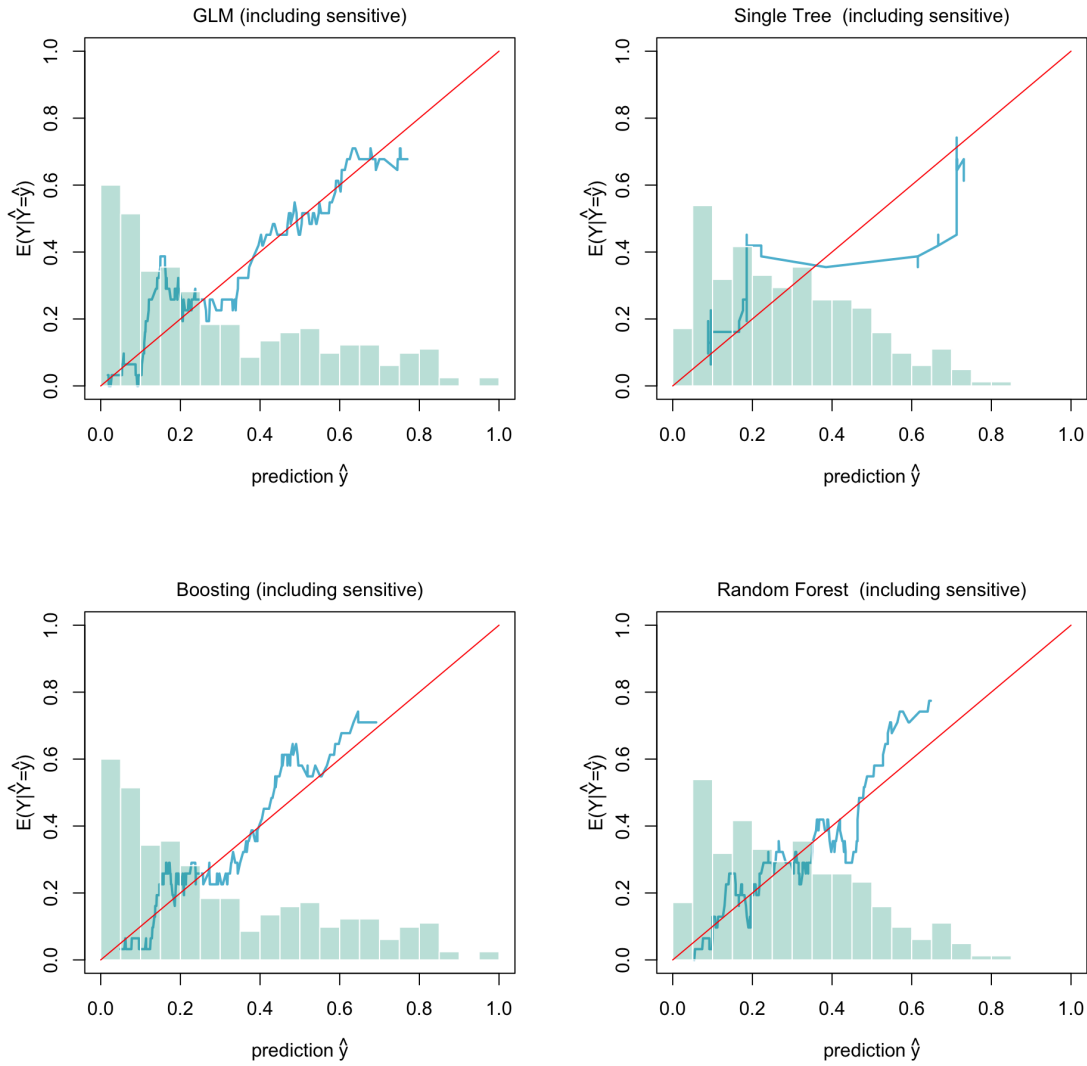 GLM (including sensitive)
E(Y|Ŷ=ŷ)
0.0 0.2 0.4 0.6 0.8 1.0
0.0 0.2 0.4 0.6 0.8 1.0
prediction ŷ
Single Tree  (including sensitive)
E(Y|Ŷ=ŷ)
0.0 0.2 0.4 0.6 0.8 1.0
0.0 0.2 0.4 0.6 0.8 1.0
prediction ŷ
Boosting (including sensitive)
E(Y|Ŷ=ŷ)
0.0 0.2 0.4 0.6 0.8 1.0
0.0 0.2 0.4 0.6 0.8 1.0
prediction ŷ
Random Forest  (including sensitive)
E(Y|Ŷ=ŷ)
0.0 0.2 0.4 0.6 0.8 1.0
0.0 0.2 0.4 0.6 0.8 1.0
prediction ŷ